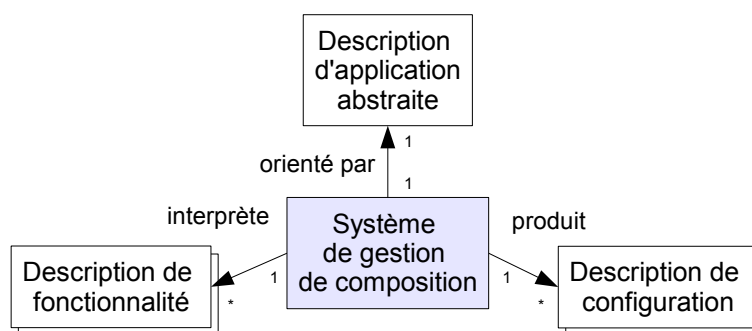 Description
d'application
abstraite
1
orienté par
1
interprète
Système
de gestion
de composition
produit
Description de
fonctionnalité
1
*
1
*
Description de
configuration